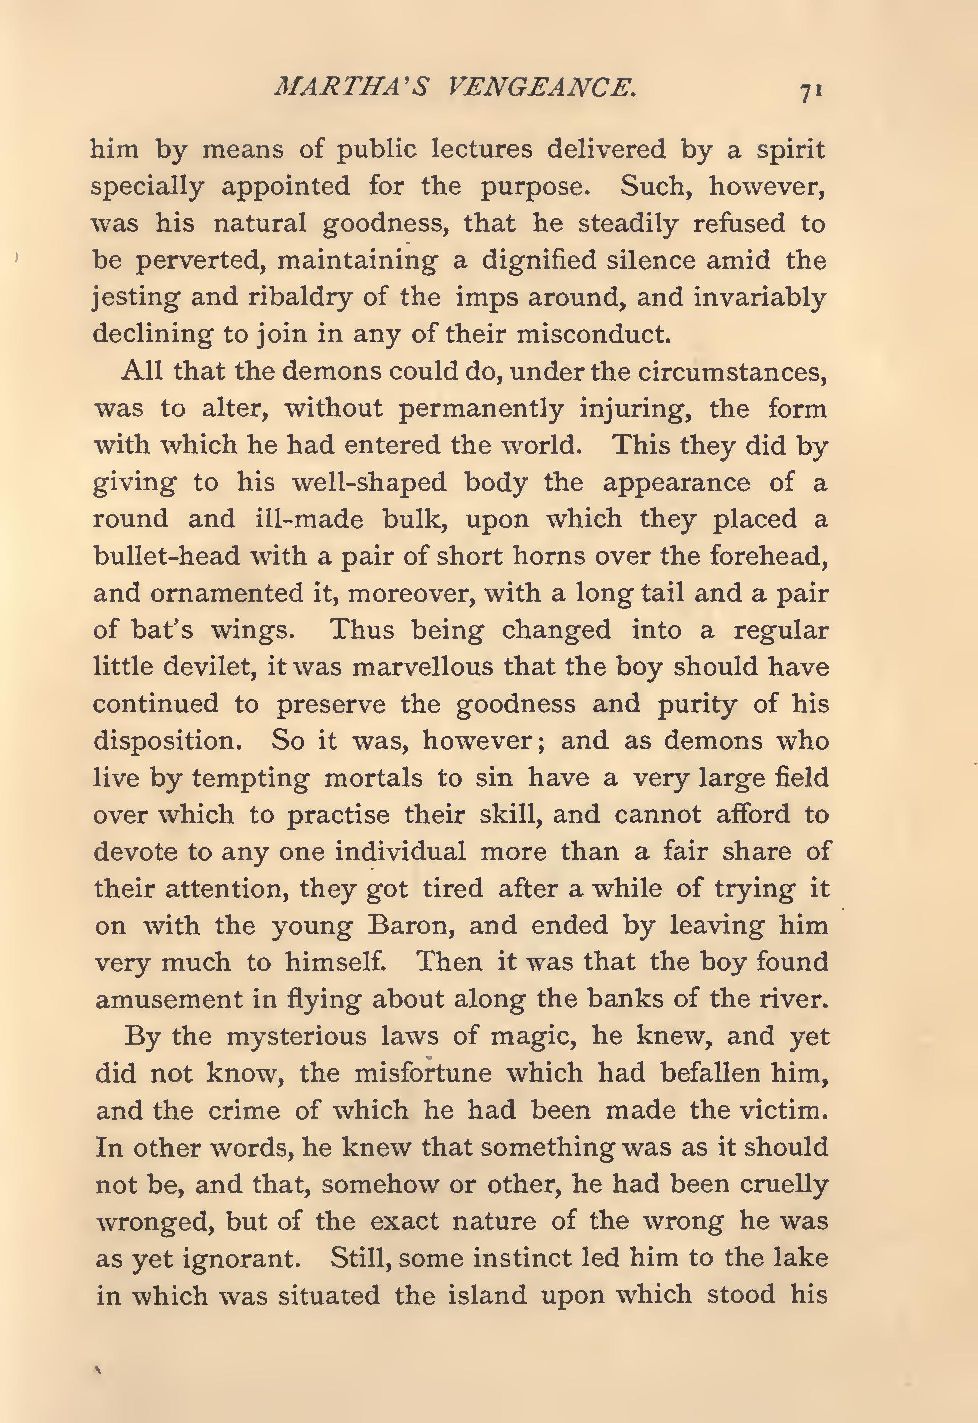 MARTHA'S VENGEANCE. 71
him by means of public lectures delivered by a spirit
specially appointed for the purpose. Such, however,
was his natural goodness, that he steadily refused to
be perverted, maintaining a dignified silence amid the
jesting and ribaldry of the imps around, and invariably
declining to join in any of their misconduct.
All that the demons could do, under the circumstances,
was to alter, without permanently injuring, the form
with which he had entered the world. This they did by
giving to his well-shaped body the appearance of a
round and ill-made bulk, upon which they placed a
bullet-head with a pair of short horns over the forehead,
and ornamented it, moreover, with a long tail and a pair
of bat's wings. Thus being changed into a regular
little devilet, it was marvellous that the boy should have
continued to preserve the goodness and purity of his
disposition. So it was, however; and as demons who
live by tempting mortals to sin have a very large field
over which to practise their skill, and cannot afford to
devote to any one individual more than a fair share of
their attention, they got tired after a while of trying it
on with the young Baron, and ended by leaving him
very much to himself. Then it was that the boy found
amusement in flying about along the banks of the river.
By the mysterious laws of magic, he knew, and yet
did not know, the misfortune which had befallen him,
and the crime of which he had been made the victim.
In other words, he knew that something was as it should
not be, and that, somehow or other, he had been cruelly
wronged, but of the exact nature of the wrong he was
as yet ignorant. Still, some instinct led him to the lake
in which was situated the island upon which stood his